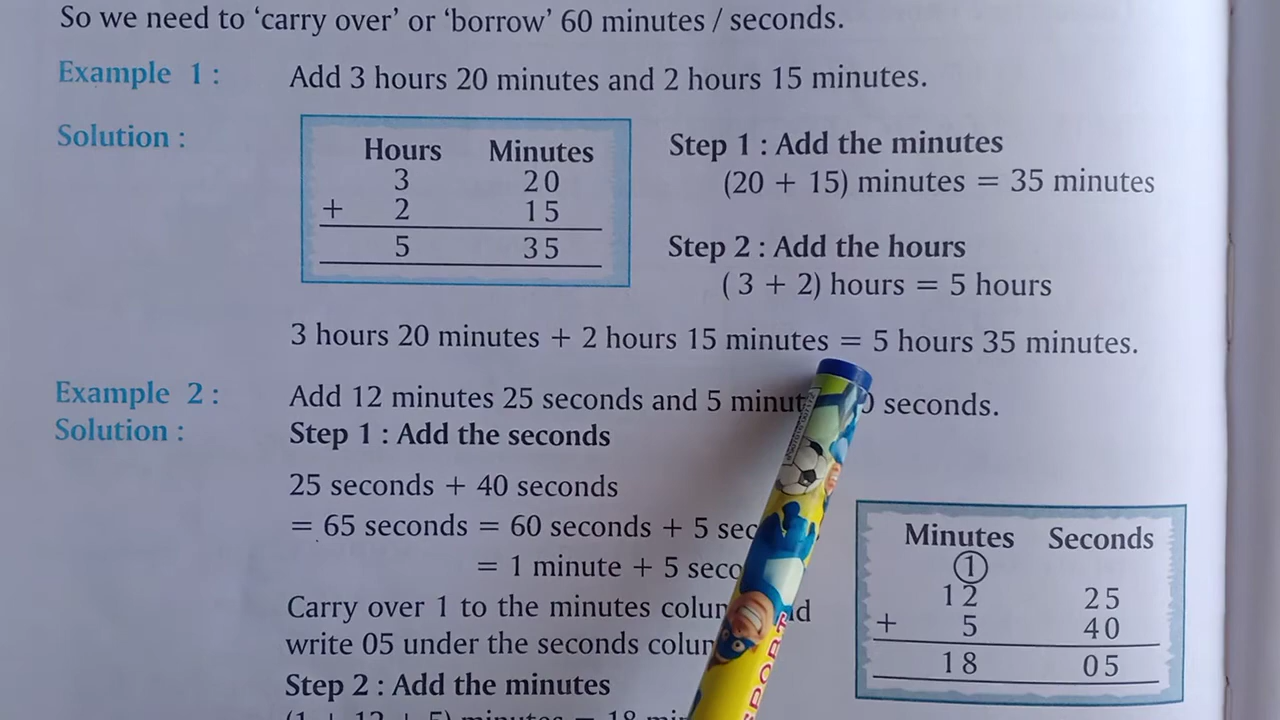 So we need to ‘carry over’ or ‘borrow’ 60 minutes / seconds.
Example 1 : Add 3 hours 20 minutes and 2 hours 15 minutes.
Solution :
Hours Minutes
3 20
+ 2 15
5 35
Step 1 : Add the minutes
(20 + 15) minutes = 35 minutes
Step 2 : Add the hours
( 3 + 2) hours = 5 hours
3 hours 20 minutes + 2 hours 15 minutes = 5 hours 35 minutes.
Example 2 : Add 12 minutes 25 seconds and 5 seconds.
Solution : Step 1 : Add the seconds
25 seconds + 40 seconds
= 65 seconds = 60 seconds + 5
= 1 minute + 5
Carry over 1 to the minutes
write 05 under the seconds
Step 2 : Add the minutes
(1 + 12 + 5) minutes = 18
Minutes Seconds
1
12 25
+ 5 40
18 05
SPORT